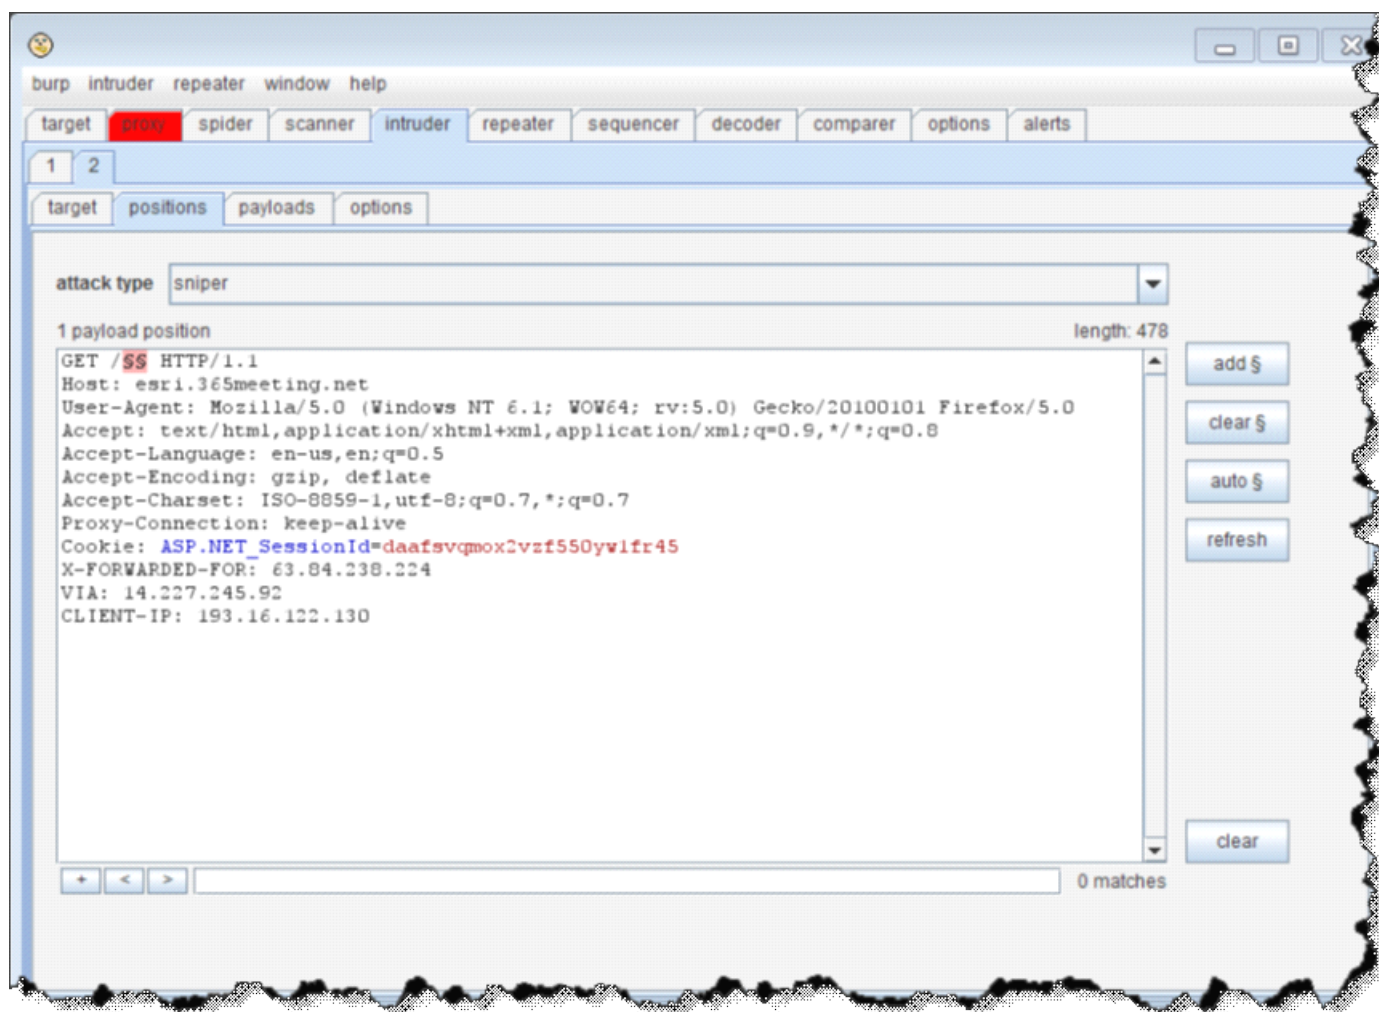 burp intruder repeater window help
target proxy spider scanner intruder repeater sequencer decoder comparer options alerts
1 2
target positions payloads options
attack type sniper
1 payload position length: 478
GET /§§ HTTP/1.1
Host: esri.365meeting.net
User-Agent: Mozilla/5.0 (Windows NT 6.1; WOW64; rv:5.0) Gecko/20100101 Firefox/5.0
Accept: text/html,application/xhtml+xml,application/xml;q=0.9,*/*;q=0.8
Accept-Language: en-us,en;q=0.5
Accept-Encoding: gzip, deflate
Accept-Charset: ISO-8859-1,utf-8;q=0.7,*;q=0.7
Proxy-Connection: keep-alive
Cookie: ASP.NET_SessionId=daafsvqmox2vzf550yw1fr45
X-FORWARDED-FOR: 63.84.238.224
VIA: 14.227.245.92
CLIENT-IP: 193.16.122.130
add §
clear §
auto §
refresh
clear
+ < > 0 matches